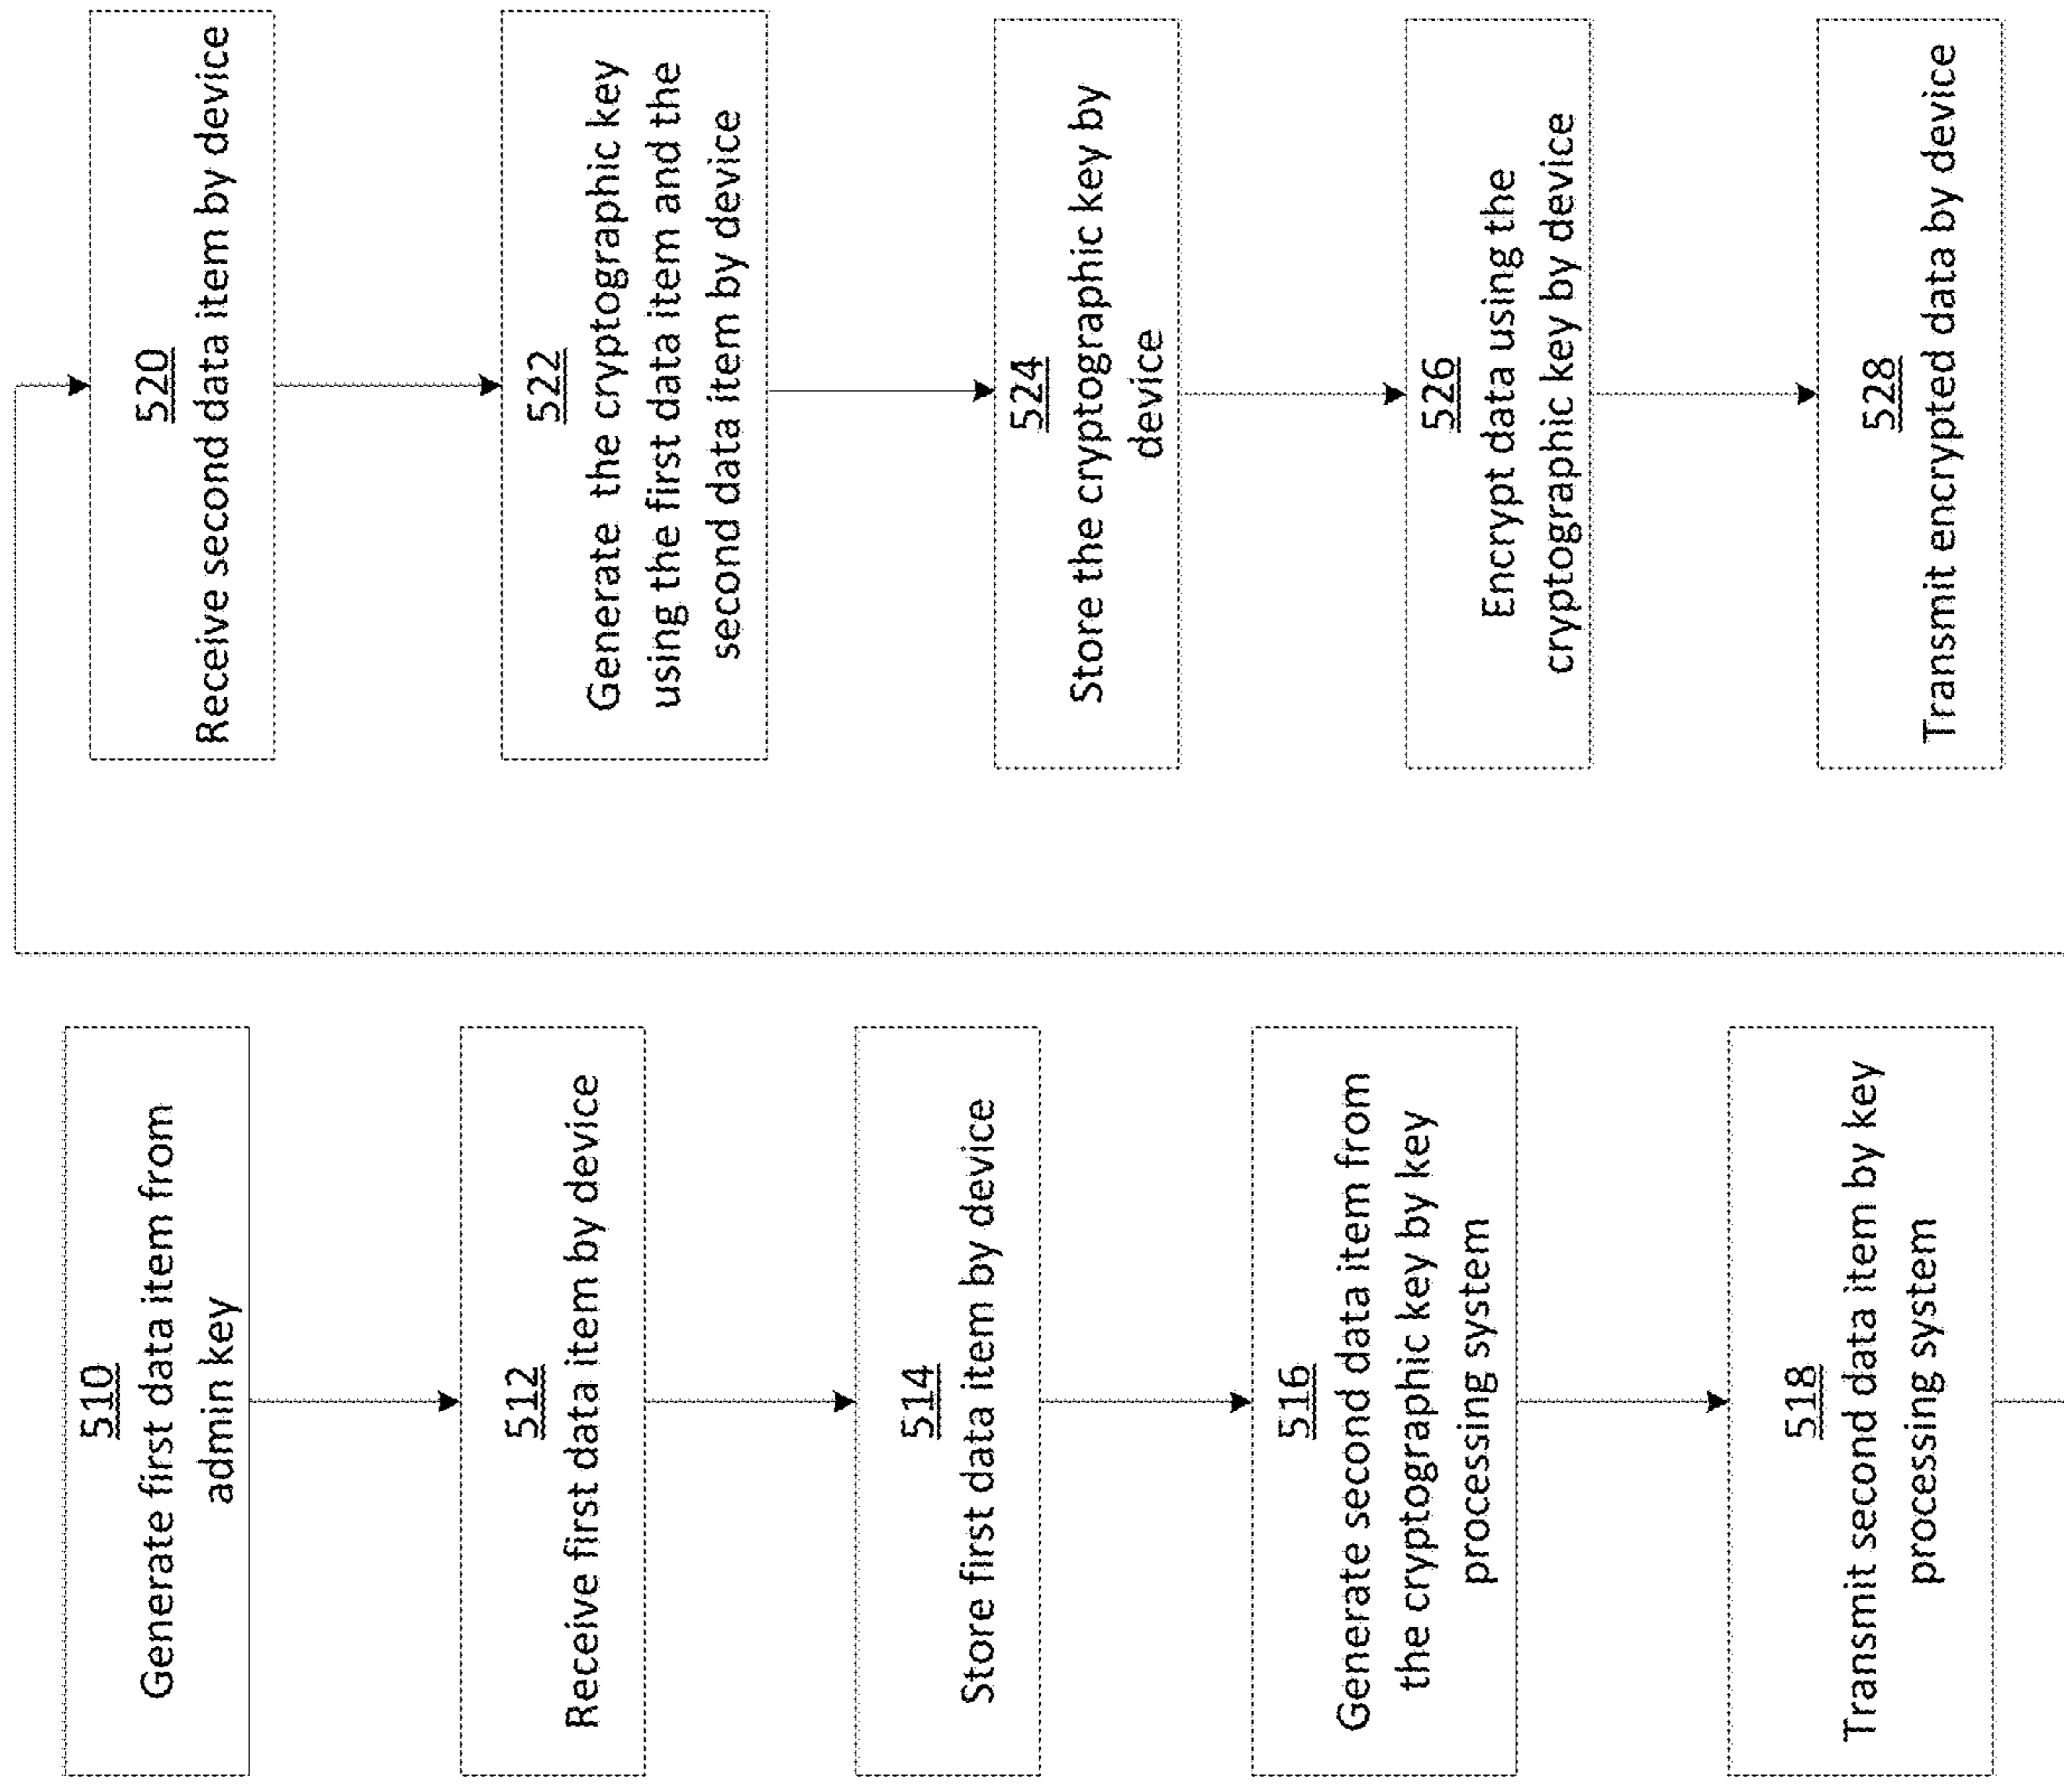 510
Generate first data item from
admin key
512
Receive first data item by device
514
Store first data item by device
516
Generate second data item from
the cryptographic key by key
processing system
518
Transmit second data item by key
processing system
520
Receive second data item by device
522
Generate the cryptographic key
using the first data item and the
second data item by device
524
Store the cryptographic key by
device
526
Encrypt data using the
cryptographic key by device
528
Transmit encrypted data by device